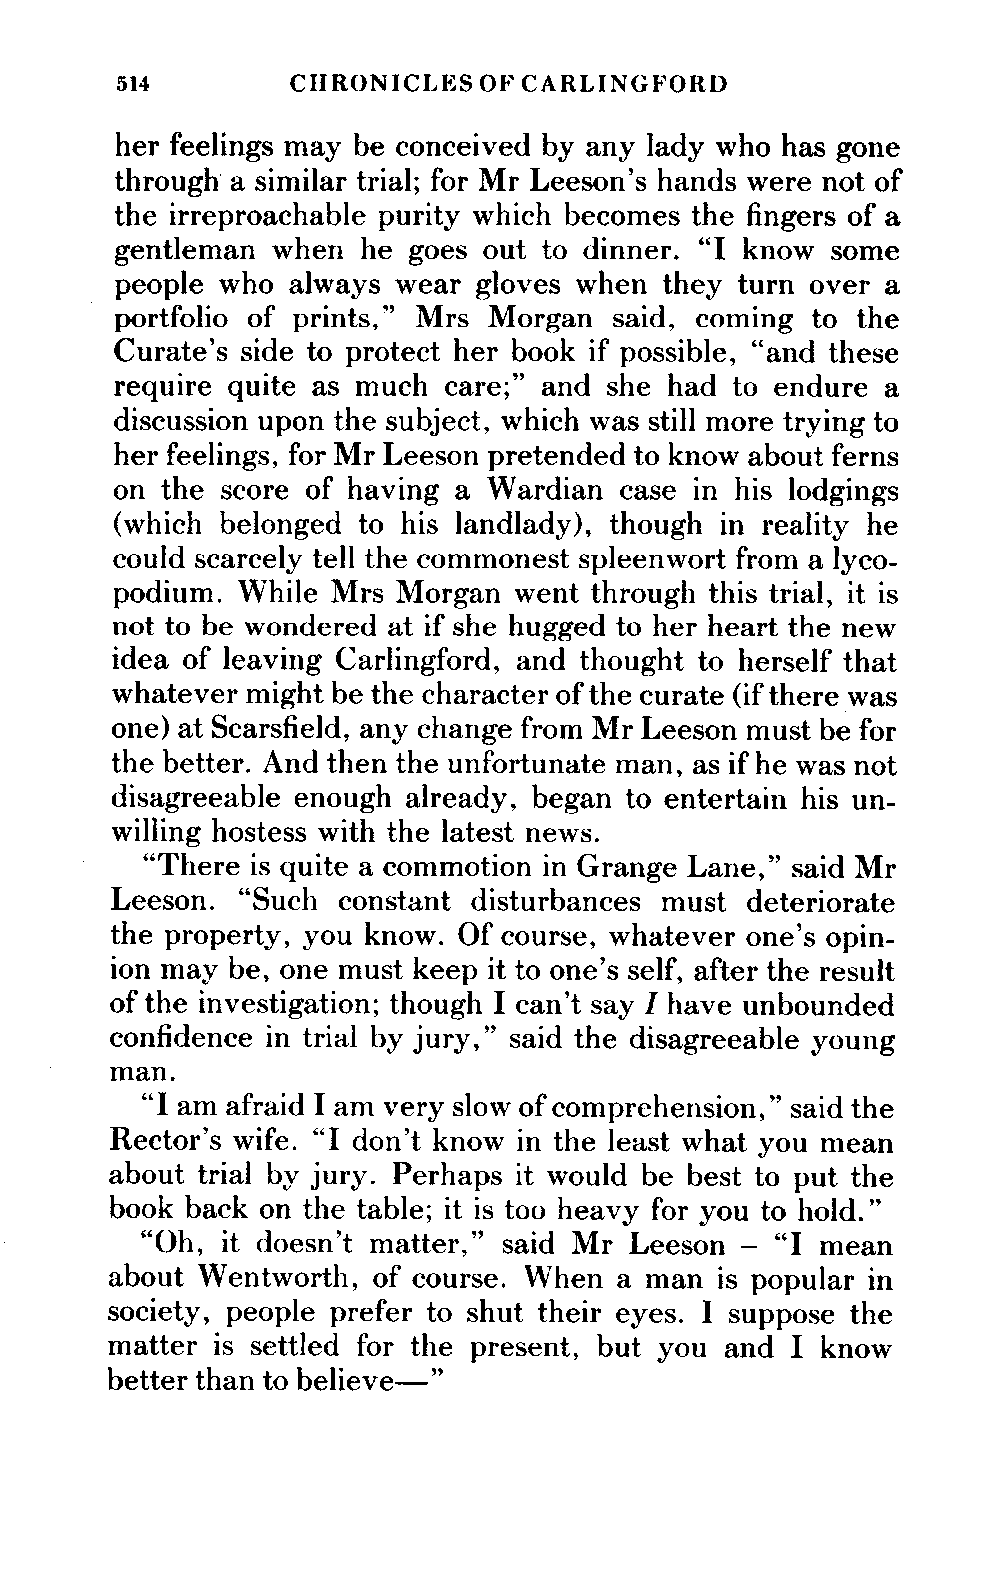 514 CHRONICLES OF CARLINGFORD
her feelings may be conceived by any lady who has gone
through a similar trial; for Mr Leeson's hands were not of
the irreproachable purity which becomes the fingers of a
gentleman when he goes out to dinner. “I know some
people who always wear gloves when they turn over a
portfolio of prints,” Mrs Morgan said, coming to the
Curate's side to protect her book if possible, “and these
require quite as much care;” and she had to endure a
discussion upon the subject, which was still more trying to
her feelings, for Mr Leeson pretended to know about ferns
on the score of having a Wardian case in his lodgings
(which belonged to his landlady), though in reality he
could scarcely tell the commonest spleenwort from a lyco-
podium. While Mrs Morgan went through this trial, it is
not to be wondered at if she hugged to her heart the new
idea of leaving Carlingford, and thought to herself that
whatever might be the character of the curate (if there was
one) at Scarsfield, any change from Mr Leeson must be for
the better. And then the unfortunate man, as if he was not
disagreeable enough already, began to entertain his un-
willing hostess with the latest news.
“There is quite a commotion in Grange Lane,” said Mr
Leeson. “Such constant disturbances must deteriorate
the property, you know. Of course, whatever one's opin-
ion may be, one must keep it to one's self, after the result
of the investigation; though I can't say I have unbounded
confidence in trial by jury,” said the disagreeable young
man.
“I am afraid I am very slow of comprehension,” said the
Rector's wife. “I don't know in the least what you mean
about trial by jury. Perhaps it would be best to put the
book back on the table; it is too heavy for you to hold.”
“Oh, it doesn't matter,” said Mr Leeson – “I mean
about Wentworth, of course. When a man is popular in
society, people prefer to shut their eyes. I suppose the
matter is settled for the present, but you and I know
better than to believe—”